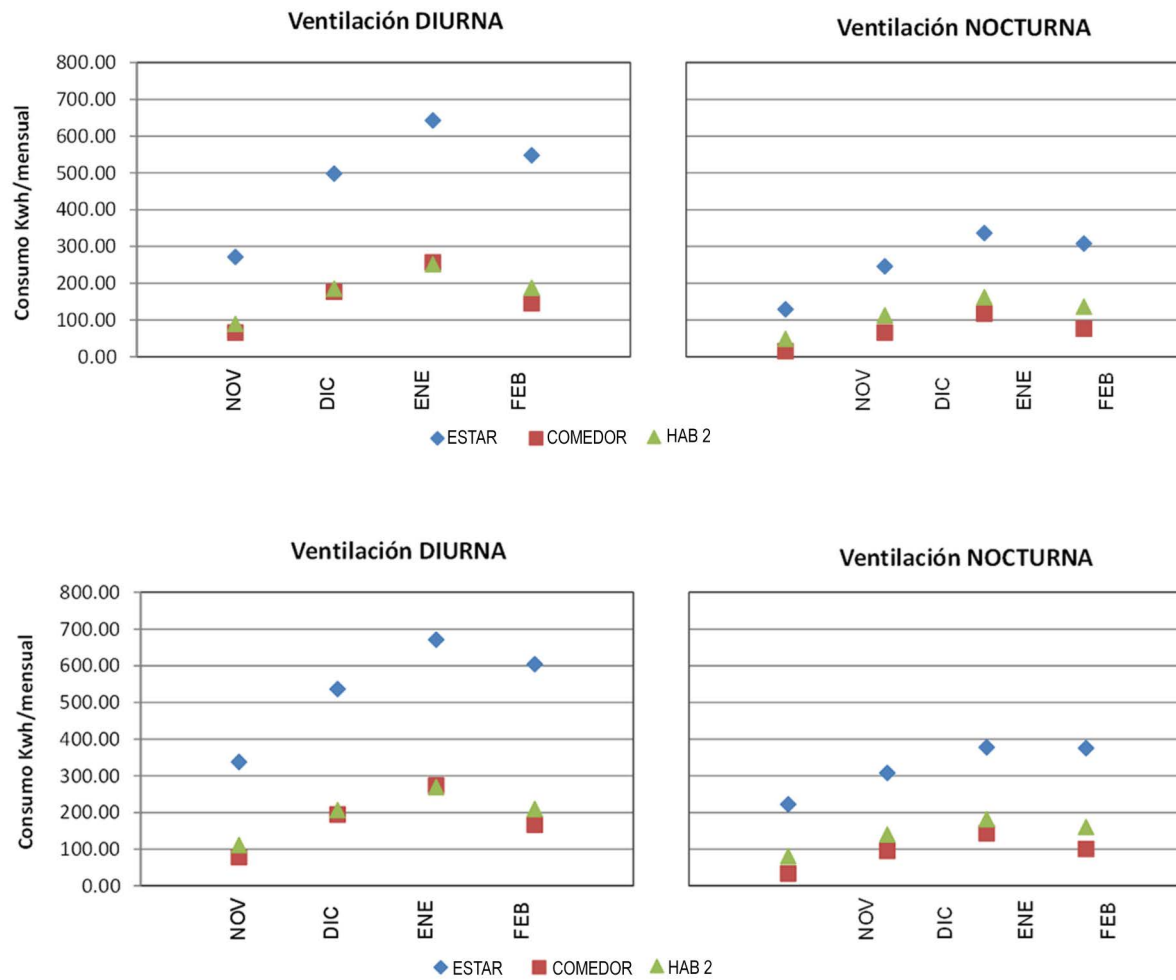 Ventilación DIURNA
Ventilación NOCTURNA
Consumo Kwh/mensual
800.00
700.00
600.00
500.00
400.00
300.00
200.00
100.00
0.00
NOV
DIC
ENE
FEB
NOV
DIC
ENE
FEB
ESTAR
COMEDOR
HAB 2
Ventilación DIURNA
Ventilación NOCTURNA
Consumo Kwh/mensual
800.00
700.00
600.00
500.00
400.00
300.00
200.00
100.00
0.00
NOV
DIC
ENE
FEB
NOV
DIC
ENE
FEB
ESTAR
COMEDOR
HAB 2